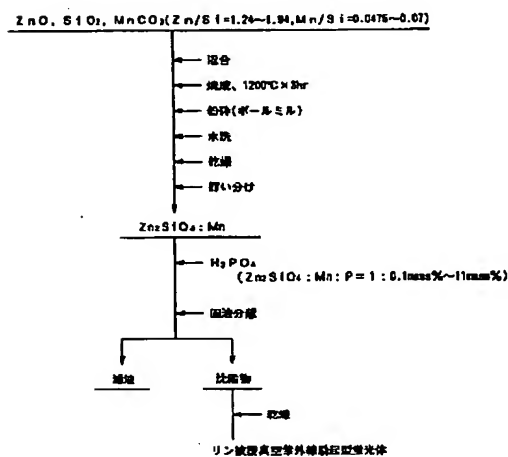 ZnO, SiO₂, MnCO₃(Zn/Si=1.24~1.94,Mn/Si=0.0475~0.07)
混合
焼成、1200℃×3hr
粉砕(ボールミル)
水洗
乾燥
篩い分け
Zn₂SiO₄:Mn
H₃PO₄
(Zn₂SiO₄:Mn:P=1:0.1mass%~11mass%)
固液分離
濾液
沈殿物
乾燥
リン被覆真空紫外線励起型蛍光体